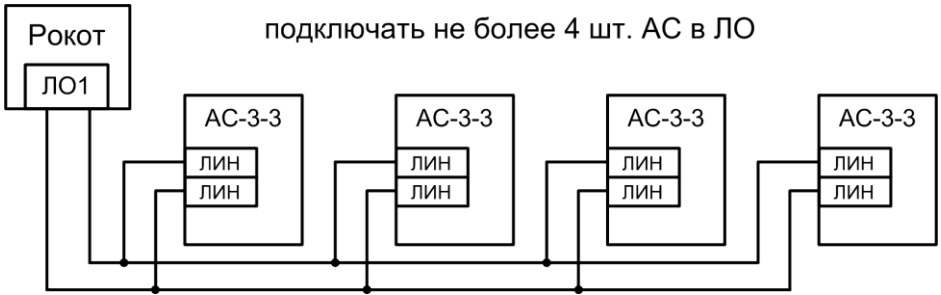 Рокот
подключать не более 4 шт. АС в ЛО
ЛО1
АС-3-3
АС-3-3
АС-3-3
АС-3-3
ЛИН
ЛИН
ЛИН
ЛИН
ЛИН
ЛИН
ЛИН
ЛИН